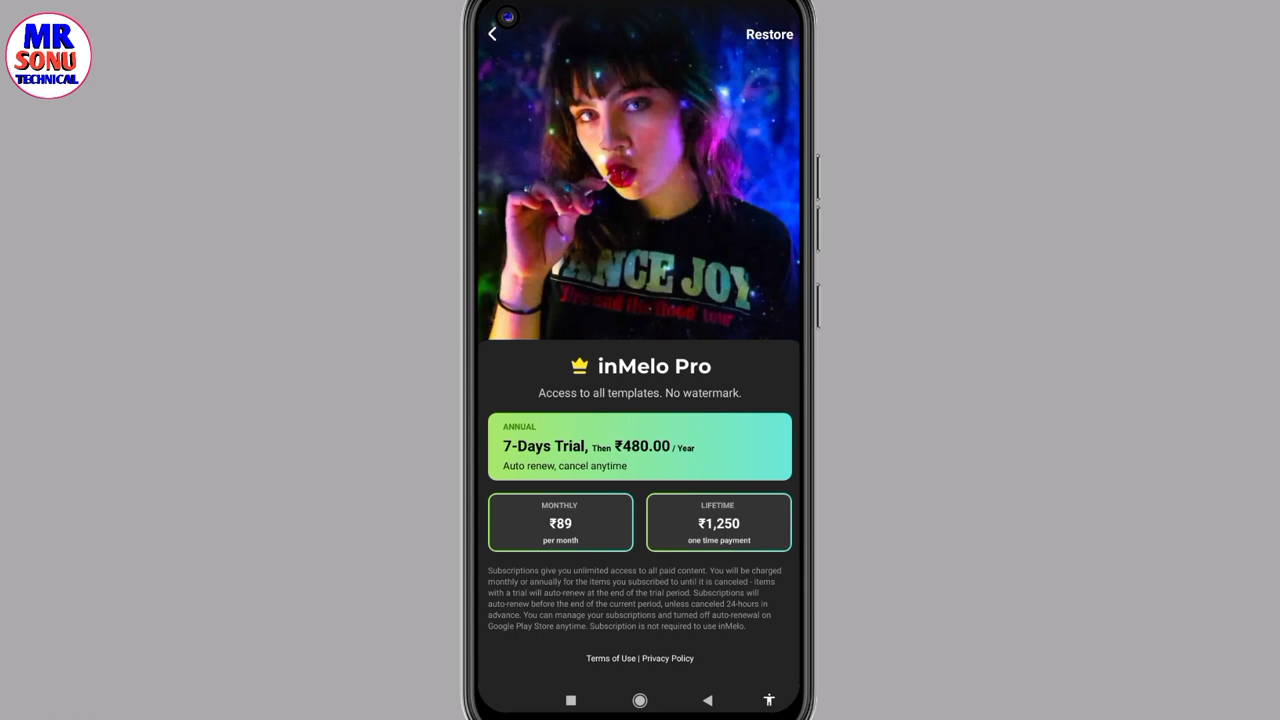 MR
SONU
TECHNICAL
Restore
VANCE JOY
fire and the flood tour
inMelo Pro
Access to all templates. No watermark.
ANNUAL
7-Days Trial, Then ₹480.00 / Year
Auto renew, cancel anytime
MONTHLY
₹89
per month
LIFETIME
₹1,250
one time payment
Subscriptions give you unlimited access to all paid content. You will be charged
monthly or annually for the items you subscribed to until it is canceled - items
with a trial will auto-renew at the end of the trial period. Subscriptions will
auto-renew before the end of the current period, unless canceled 24-hours in
advance. You can manage your subscriptions and turned off auto-renewal on
Google Play Store anytime. Subscription is not required to use inMelo.
Terms of Use | Privacy Policy